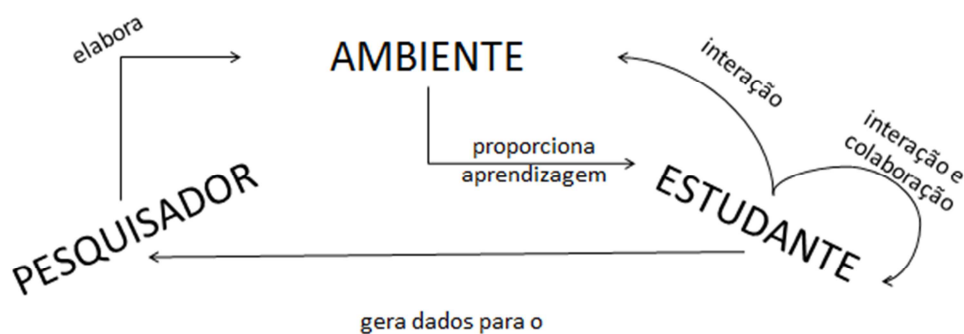 elabora
AMBIENTE
interação
interação e
colaboração
proporciona
aprendizagem
PESQUISADOR
ESTUDANTE
gera dados para o